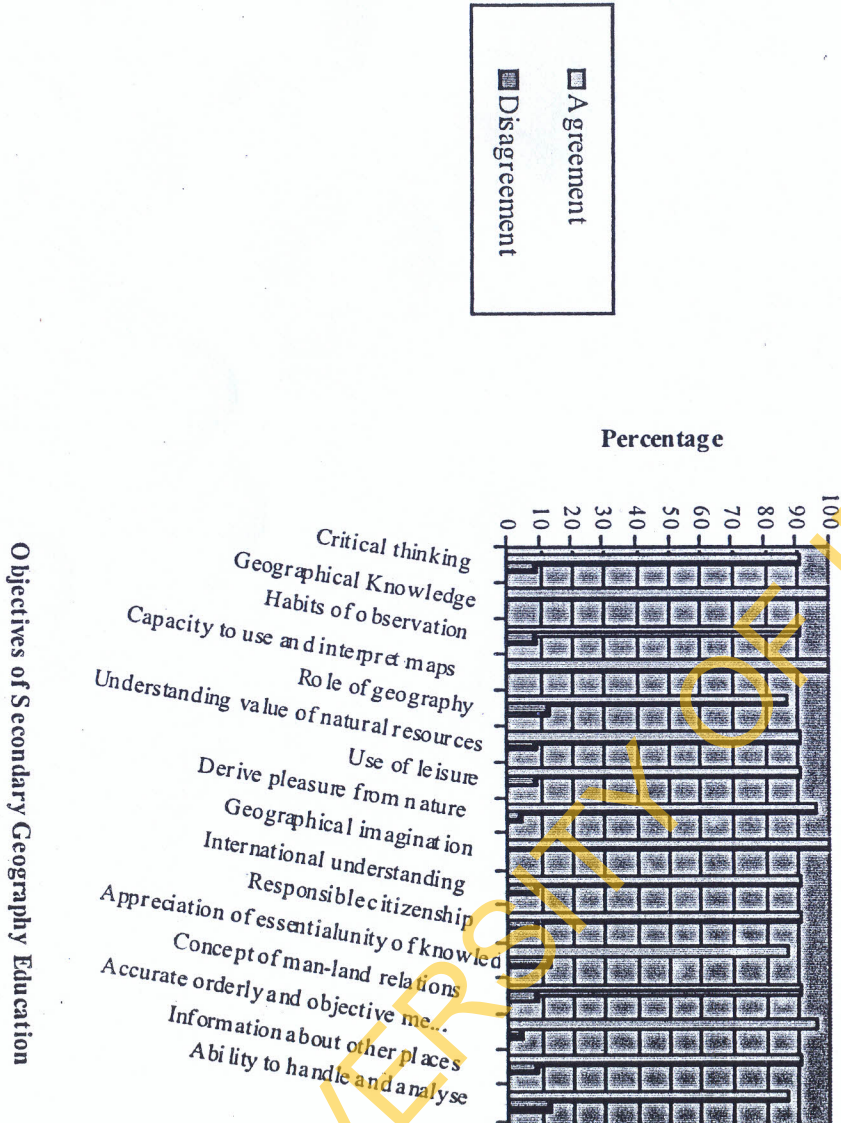 Agreement
Disagreement
Percentage
100
90
80
70
60
50
40
30
20
10
0
Critical thinking
Geographical Knowledge
Habits of observation
Capacity to use and interpret maps
Role of geography
Understanding value of natural resources
Use of leisure
Derive pleasure from nature
Geographical imagination
International understanding
Responsible citizenship
Appreciation of essential unity of knowled
Concept of man-land relations
Accurate orderly and objective me...
Information about other places
Ability to handle and analyse
Objectives of Secondary Geography Education
VERSITY OF